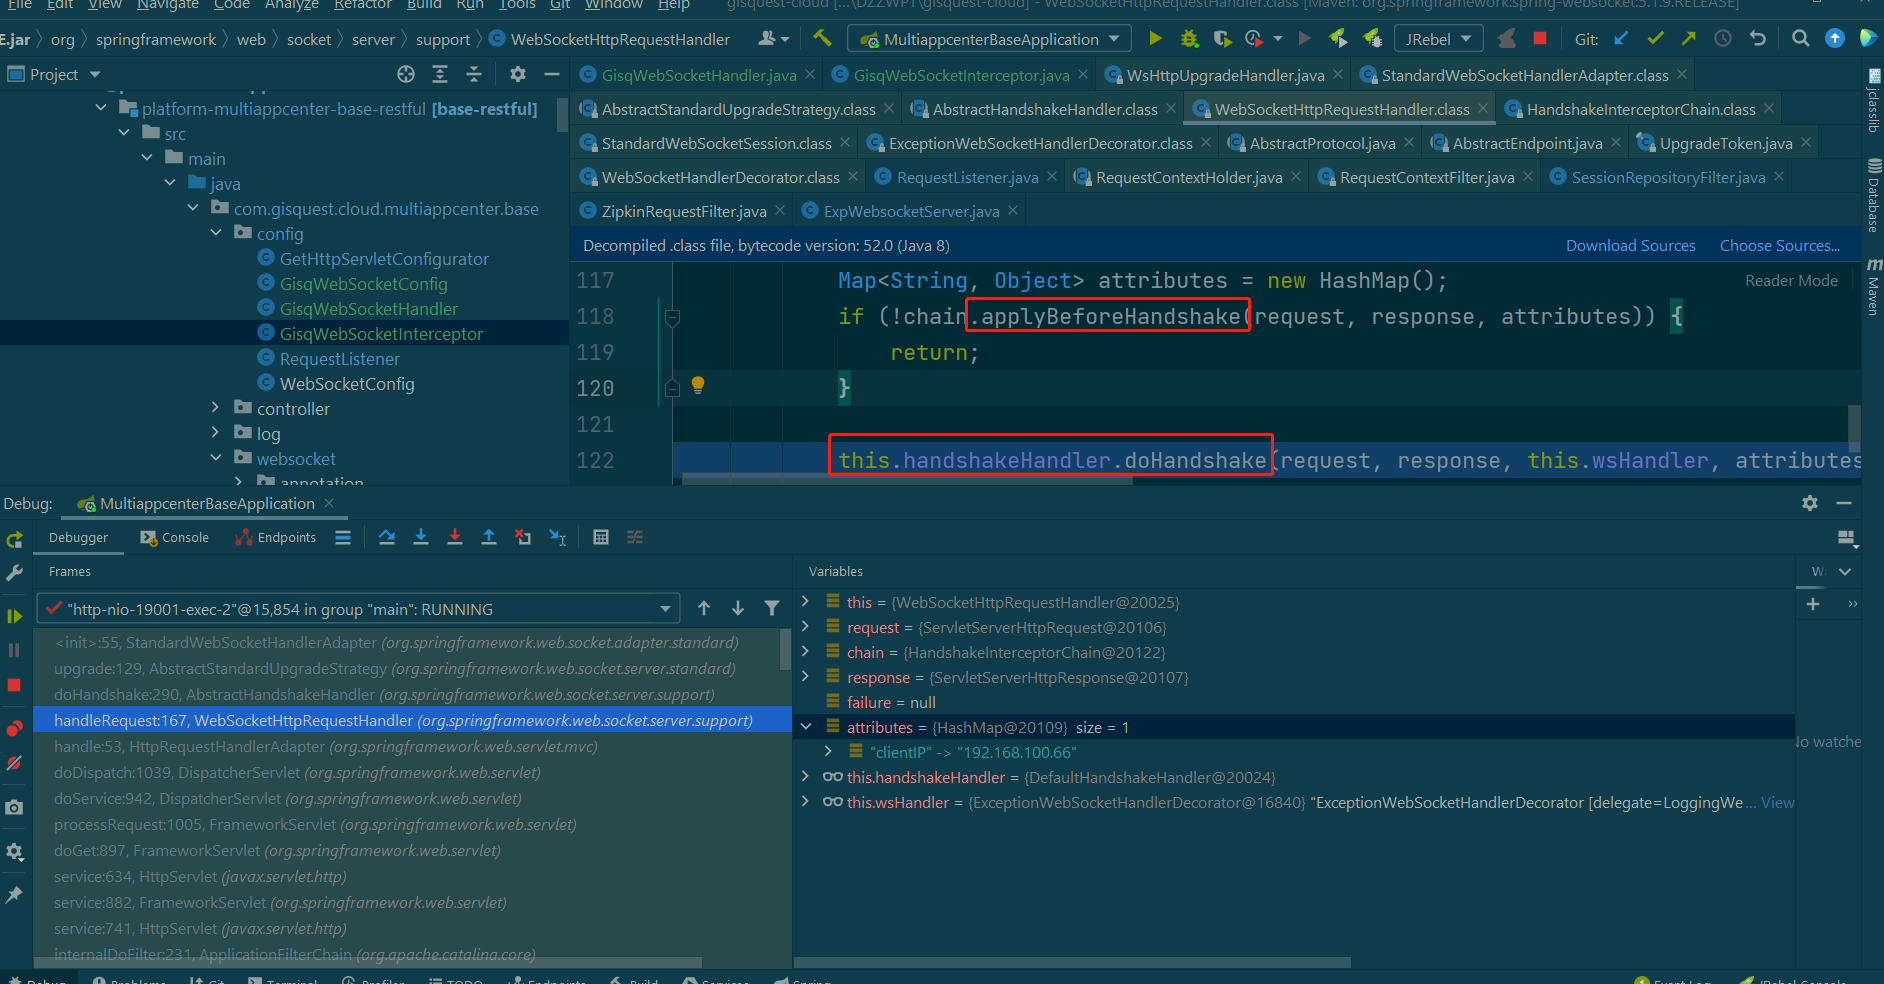 File Edit View Navigate Code Analyze Refactor Build Run Tools Git Window Help gisquest-cloud [...\DZZWPT\gisquest-cloud] - WebSocketHttpRequestHandler.class [Maven: org.springframework:spring-websocket:5.1.9.RELEASE]
E.jar org springframework web socket server support WebSocketHttpRequestHandler MultiappcenterBaseApplication JRebel Git:
Project
GisqWebSocketHandler.java GisqWebSocketInterceptor.java WsHttpUpgradeHandler.java StandardWebSocketHandlerAdapter.class
AbstractStandardUpgradeStrategy.class AbstractHandshakeHandler.class WebSocketHttpRequestHandler.class HandshakeInterceptorChain.class
StandardWebSocketSession.class ExceptionWebSocketHandlerDecorator.class AbstractProtocol.java AbstractEndpoint.java UpgradeToken.java
WebSocketHandlerDecorator.class RequestListener.java RequestContextHolder.java RequestContextFilter.java SessionRepositoryFilter.java
ZipkinRequestFilter.java ExpWebsocketServer.java
platform-multiappcenter-base-restful [base-restful]
src
main
java
com.gisquest.cloud.multiappcenter.base
config
GetHttpServletConfigurator
GisqWebSocketConfig
GisqWebSocketHandler
GisqWebSocketInterceptor
RequestListener
WebSocketConfig
controller
log
websocket
annotation
Decompiled .class file, bytecode version: 52.0 (Java 8) Download Sources Choose Sources...
Reader Mode
117 Map<String, Object> attributes = new HashMap();
118 if (!chain.applyBeforeHandshake(request, response, attributes)) {
119 return;
120 }
121
122 this.handshakeHandler.doHandshake(request, response, this.wsHandler, attributes
jclasslib
Database
Maven
Debug: MultiappcenterBaseApplication
Debugger Console Endpoints
Frames
"http-nio-19001-exec-2"@15,854 in group "main": RUNNING
<init>:55, StandardWebSocketHandlerAdapter (org.springframework.web.socket.adapter.standard)
upgrade:129, AbstractStandardUpgradeStrategy (org.springframework.web.socket.server.standard)
doHandshake:290, AbstractHandshakeHandler (org.springframework.web.socket.server.support)
handleRequest:167, WebSocketHttpRequestHandler (org.springframework.web.socket.server.support)
handle:53, HttpRequestHandlerAdapter (org.springframework.web.servlet.mvc)
doDispatch:1039, DispatcherServlet (org.springframework.web.servlet)
doService:942, DispatcherServlet (org.springframework.web.servlet)
processRequest:1005, FrameworkServlet (org.springframework.web.servlet)
doGet:897, FrameworkServlet (org.springframework.web.servlet)
service:634, HttpServlet (javax.servlet.http)
service:882, FrameworkServlet (org.springframework.web.servlet)
service:741, HttpServlet (javax.servlet.http)
internalDoFilter:231, ApplicationFilterChain (org.apache.catalina.core)
Variables
this = {WebSocketHttpRequestHandler@20025}
request = {ServletServerHttpRequest@20106}
chain = {HandshakeInterceptorChain@20122}
response = {ServletServerHttpResponse@20107}
failure = null
attributes = {HashMap@20109} size = 1
"clientIP" -> "192.168.100.66"
this.handshakeHandler = {DefaultHandshakeHandler@20024}
this.wsHandler = {ExceptionWebSocketHandlerDecorator@16840} "ExceptionWebSocketHandlerDecorator [delegate=LoggingWe... View
No watche
Debug Problems Git Terminal Profiler TODO Endpoints Build Services Spring Event Log JRebel Console